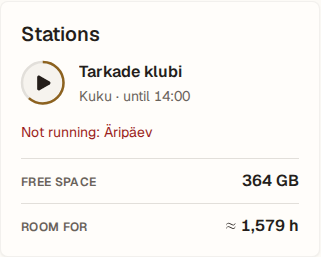 Stations
Tarkade klubi
Kuku · until 14:00
Not running: Äripäev
FREE SPACE 364 GB
ROOM FOR ≈ 1,579 h